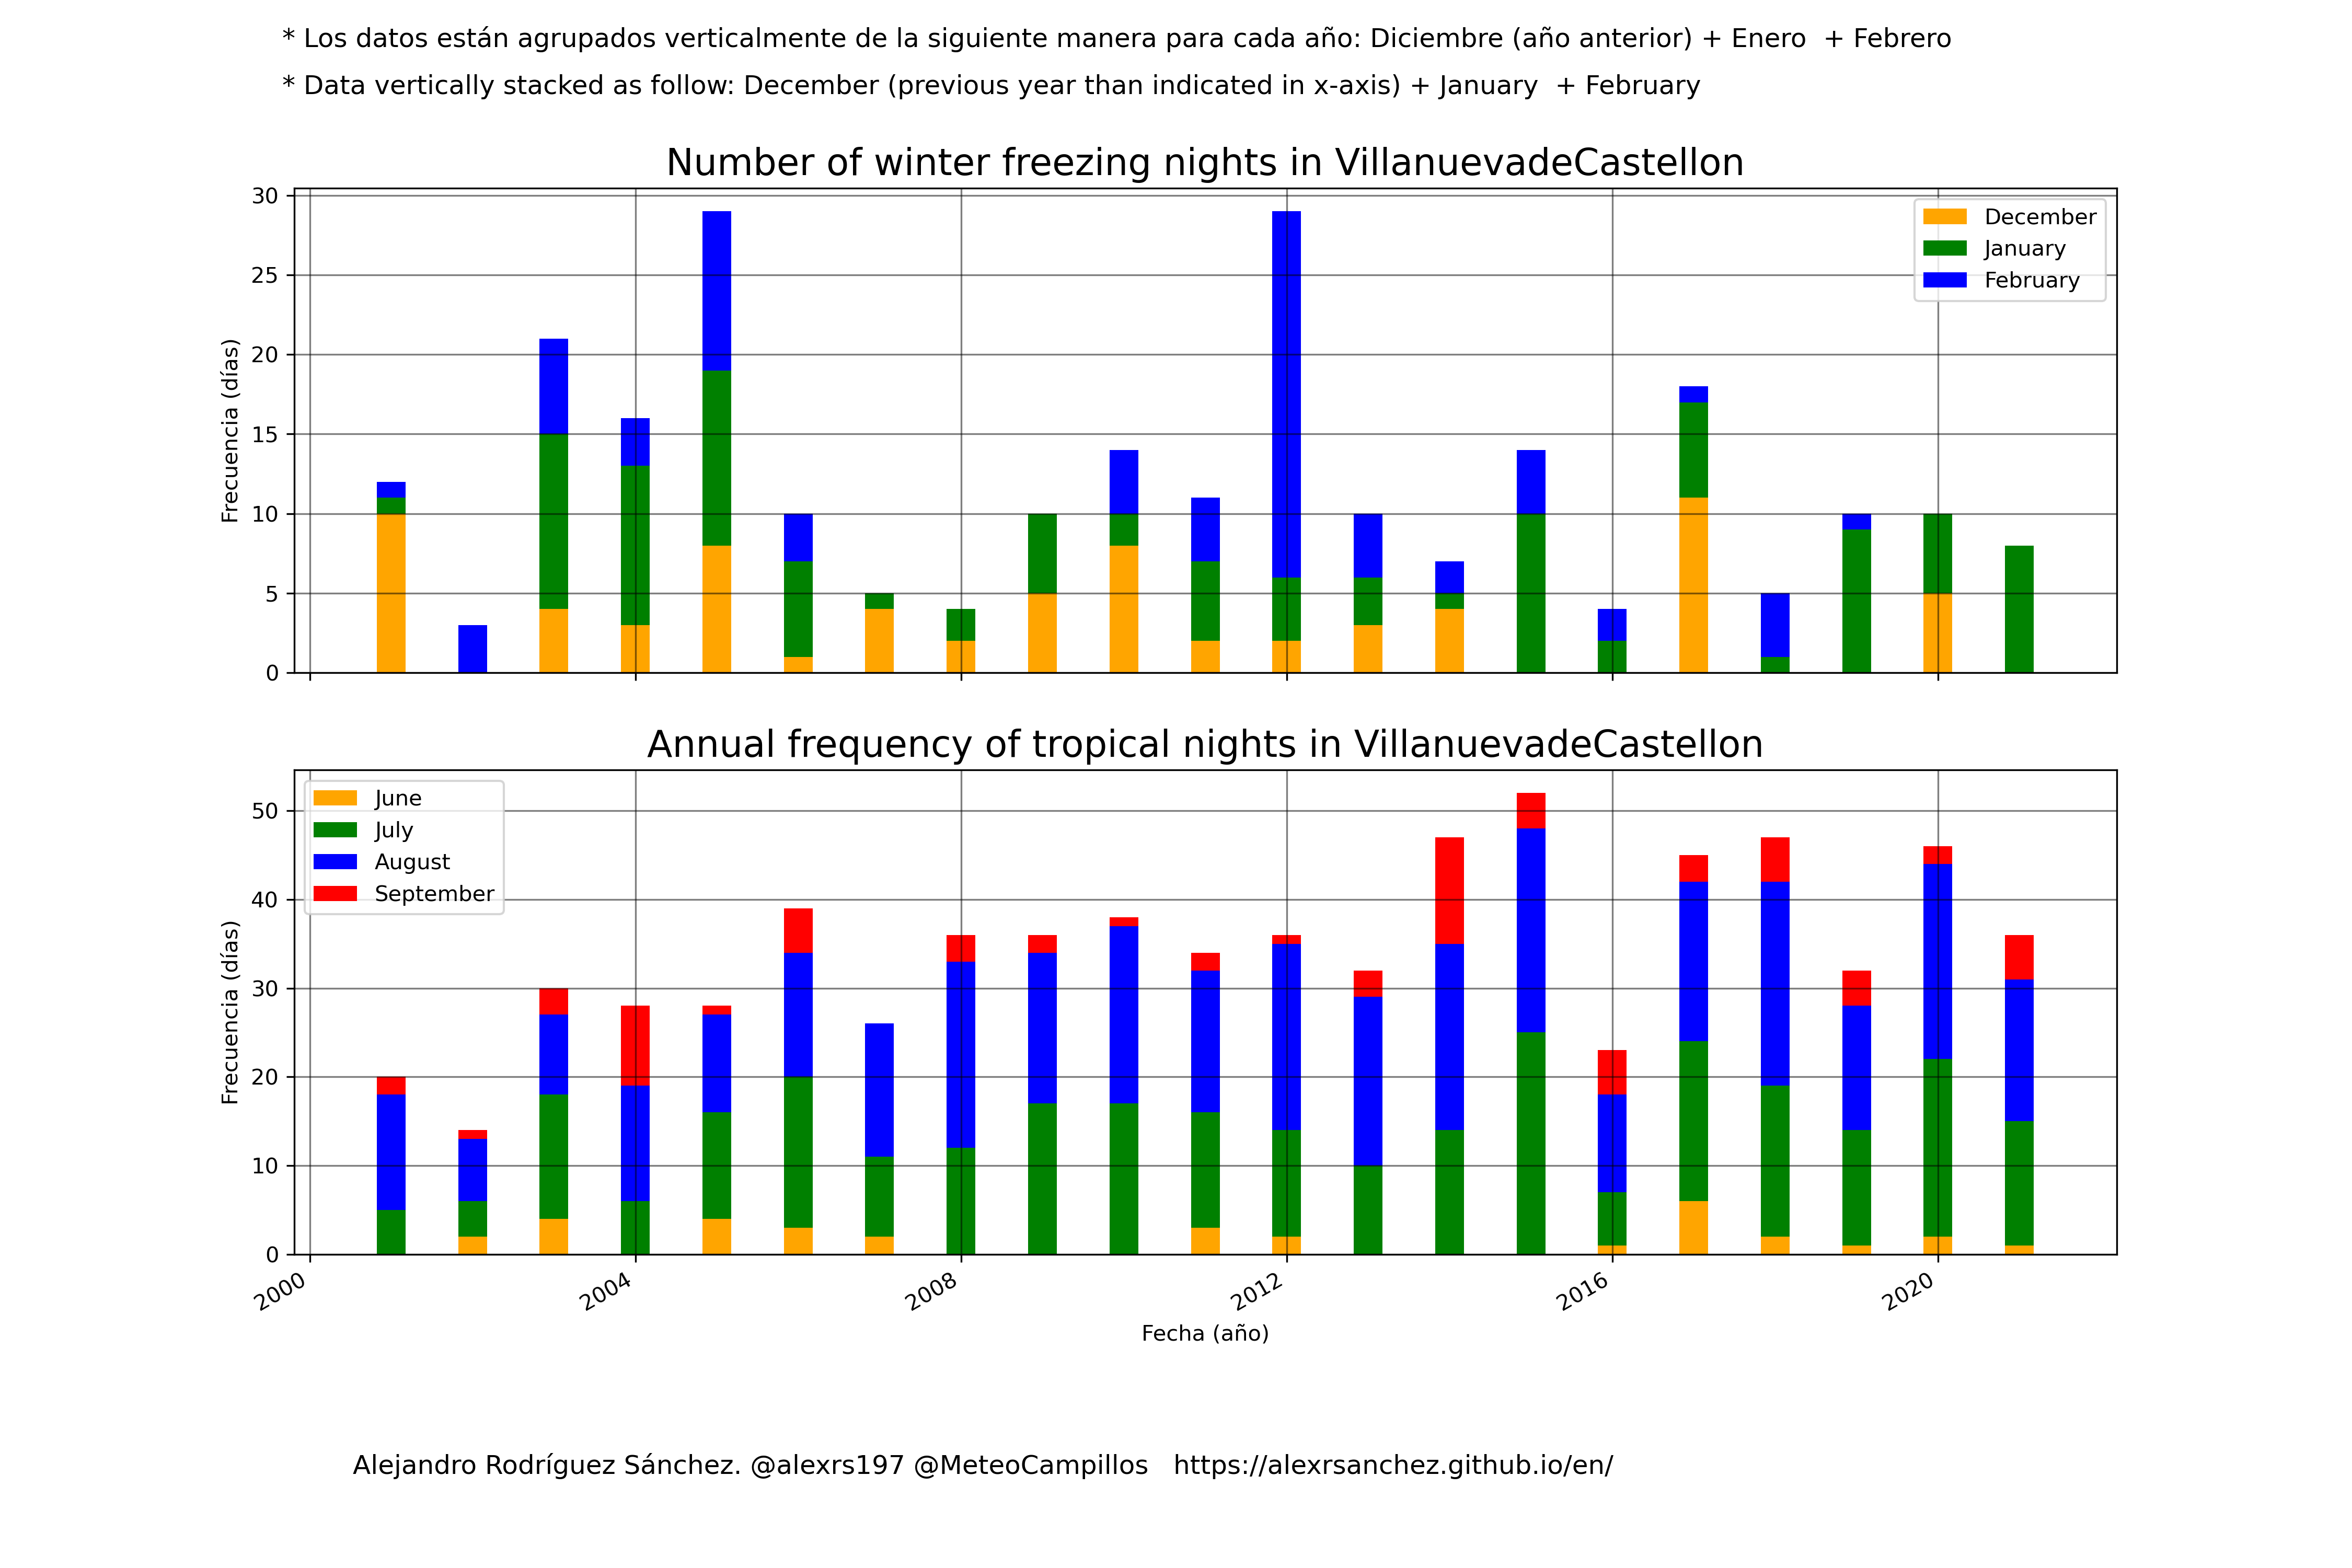 * Los datos están agrupados verticalmente de la siguiente manera para cada año: Diciembre (año anterior) + Enero  + Febrero
* Data vertically stacked as follow: December (previous year than indicated in x-axis) + January  + February
Number of winter freezing nights in VillanuevadeCastellon
30
25
20
15
10
5
0
Frecuencia (días)
December
January
February
Annual frequency of tropical nights in VillanuevadeCastellon
50
40
30
20
10
0
Frecuencia (días)
June
July
August
September
2000
2004
2008
2012
2016
2020
Fecha (año)
Alejandro Rodríguez Sánchez. @alexrs197 @MeteoCampillos   https://alexrsanchez.github.io/en/